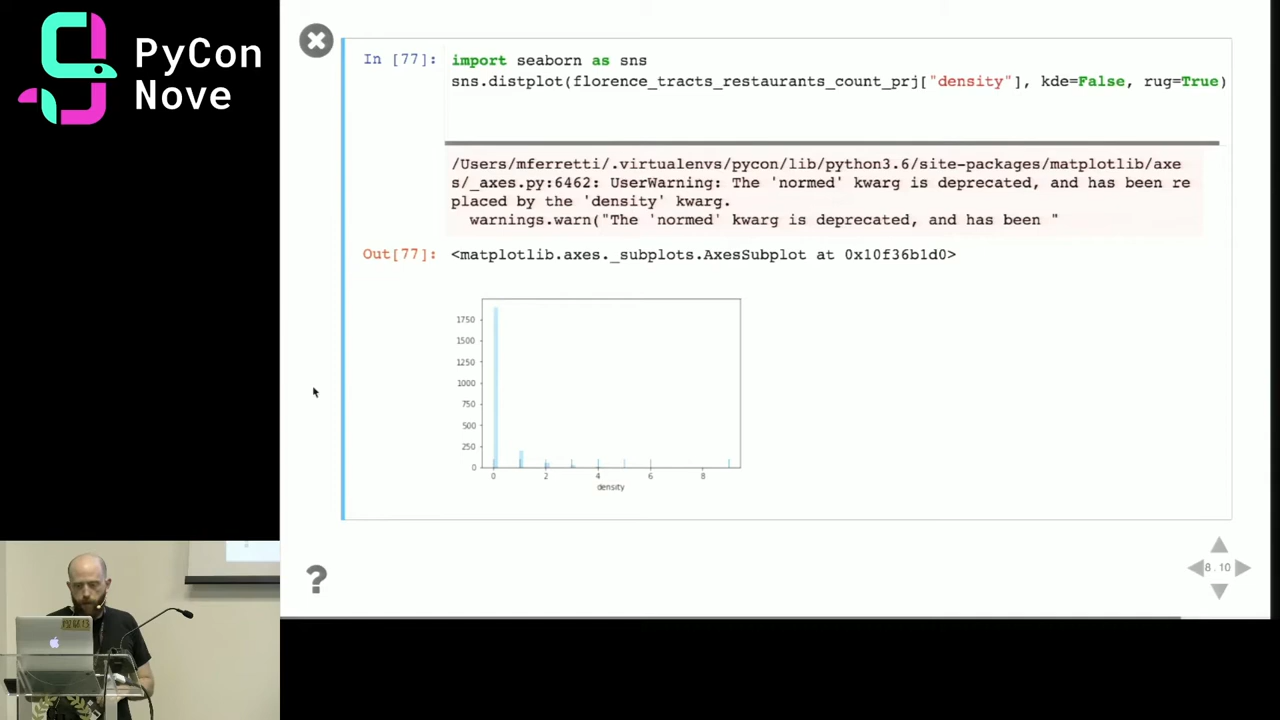 PyCon
Nove
In [77]:
import seaborn as sns
sns.distplot(florence_tracts_restaurants_count_prj["density"], kde=False, rug=True)
/Users/mferretti/.virtualenvs/pycon/lib/python3.6/site-packages/matplotlib/axe
s/_axes.py:6462: UserWarning: The 'normed' kwarg is deprecated, and has been re
placed by the 'density' kwarg.
warnings.warn("The 'normed' kwarg is deprecated, and has been "
Out[77]:
<matplotlib.axes._subplots.AxesSubplot at 0x10f36b1d0>
1750
1500
1250
1000
750
500
250
0
0 2 4 6 8
density
8.10
?